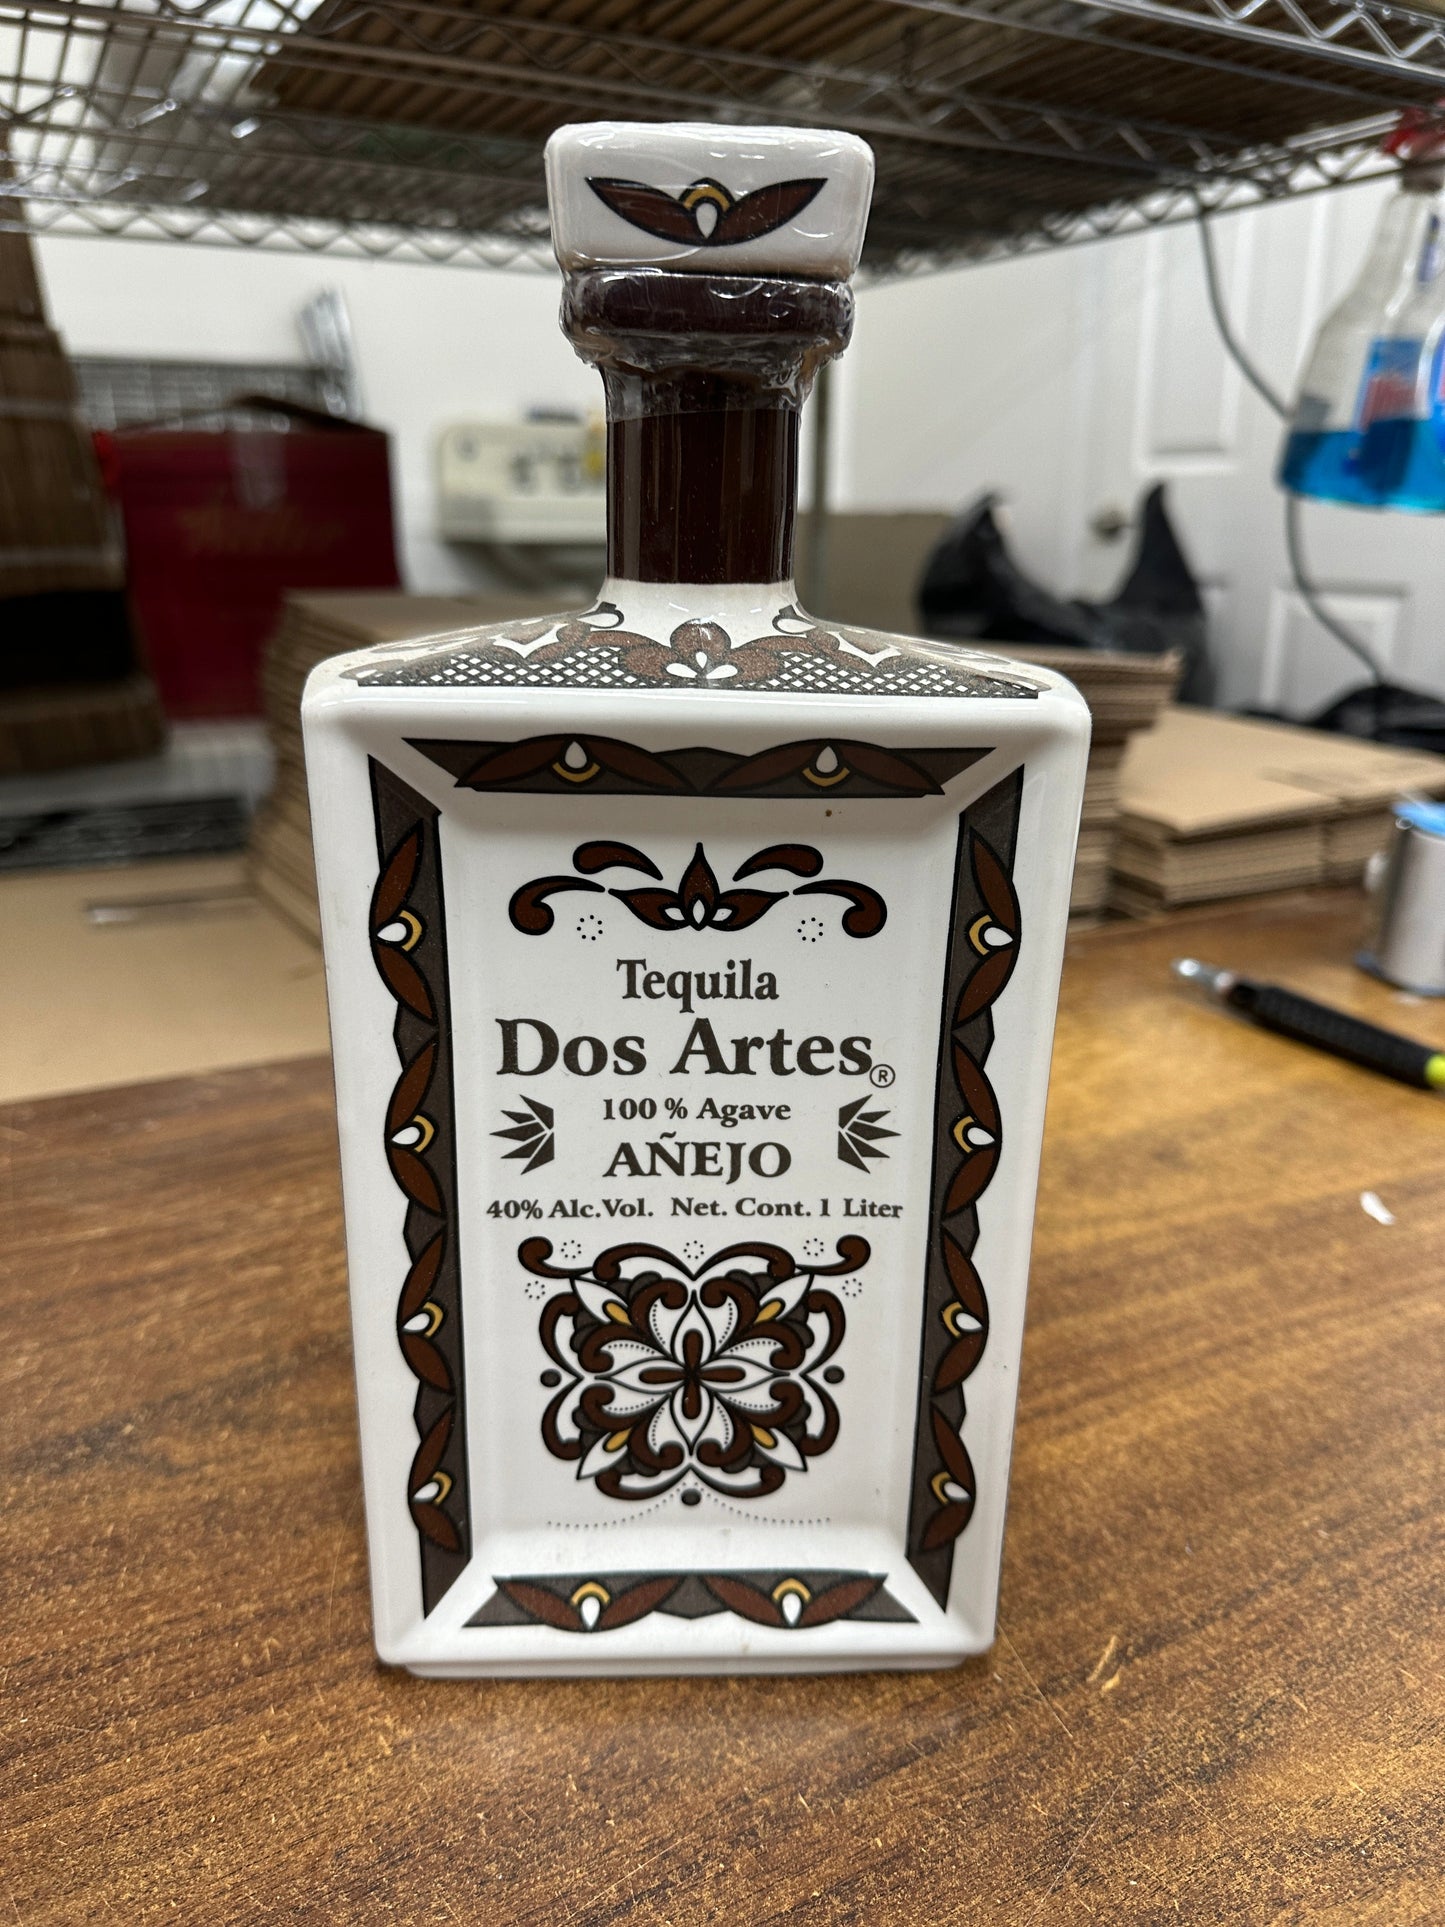 Tequila
Dos Artes®
100 % Agave
AÑEJO
40% Alc.Vol. Net. Cont. 1 Liter